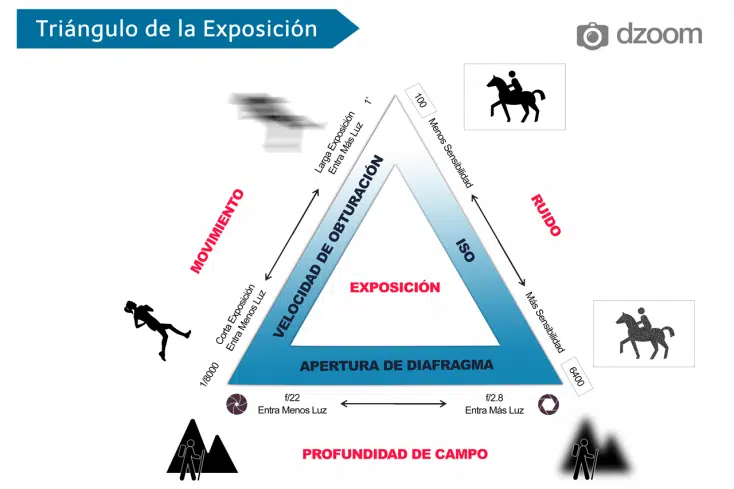 Triángulo de la Exposición
dzoom
1'
100
Larga Exposición
Entra Más Luz
Menos Sensibilidad
MOVIMIENTO
VELOCIDAD DE OBTURACIÓN
ISO
RUIDO
EXPOSICIÓN
Corta Exposición
Entra Menos Luz
Más Sensibilidad
1/8000
6400
APERTURA DE DIAFRAGMA
f/22
Entra Menos Luz
f/2.8
Entra Más Luz
PROFUNDIDAD DE CAMPO